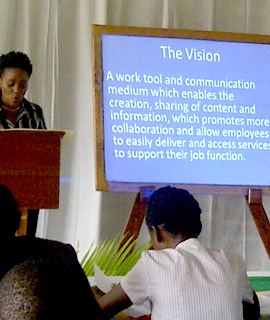 The Vision
A work tool and communication
medium which enables the
creation, sharing of content and
information, which promotes more
collaboration and allow employees
to easily deliver and access services
to support their job function.